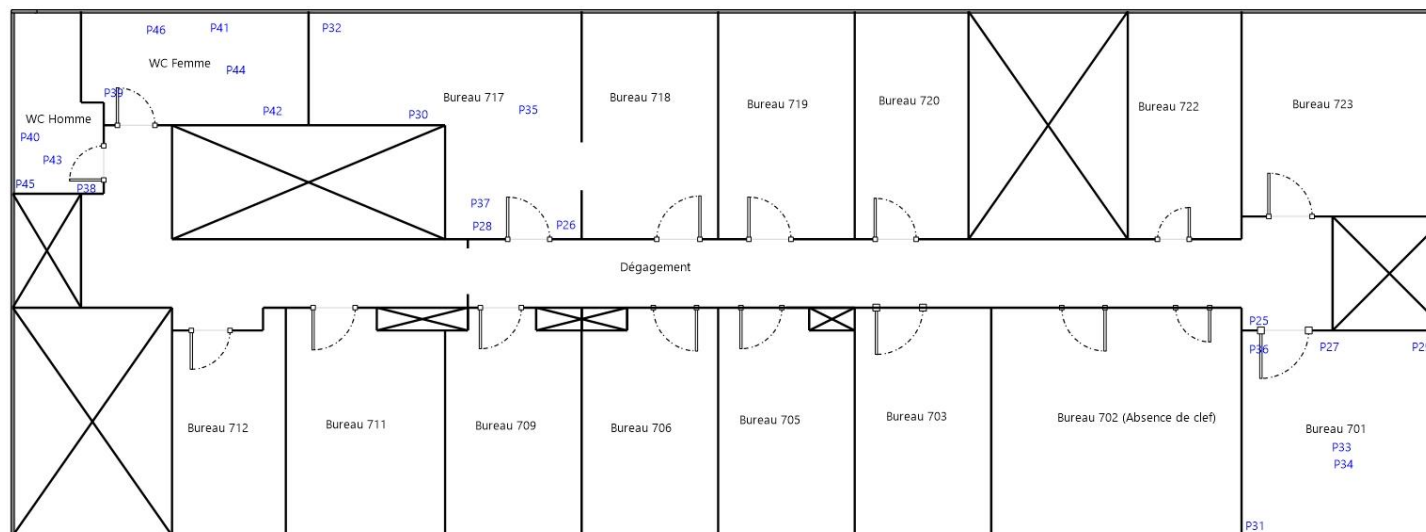 P46
P41
P32
WC Femme
P44
P39
P42
Bureau 717
P30
P35
Bureau 718
Bureau 719
Bureau 720
Bureau 722
Bureau 723
WC Homme
P40
P43
P45
P38
P37
P28
P26
Dégagement
P25
P36
P27
Bureau 712
Bureau 711
Bureau 709
Bureau 706
Bureau 705
Bureau 703
Bureau 702 (Absence de clef)
Bureau 701
P33
P34
P31